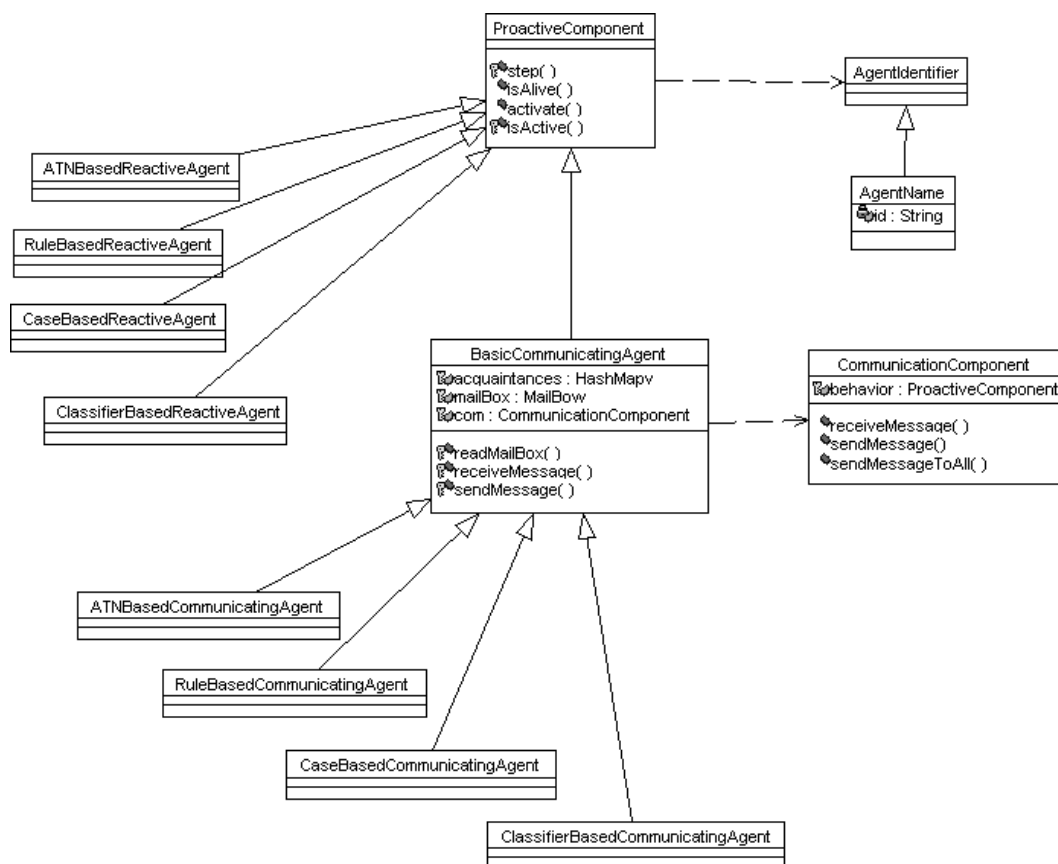 ProactiveComponent
step( )
isAlive( )
activate( )
isActive( )
AgentIdentifier
AgentName
id : String
ATNBasedReactiveAgent
RuleBasedReactiveAgent
CaseBasedReactiveAgent
ClassifierBasedReactiveAgent
BasicCommunicatingAgent
acquaintances : HashMapv
mailBox : MailBow
com : CommunicationComponent
readMailBox( )
receiveMessage( )
sendMessage( )
CommunicationComponent
behavior : ProactiveComponent
receiveMessage( )
sendMessage()
sendMessageToAll( )
ATNBasedCommunicatingAgent
RuleBasedCommunicatingAgent
CaseBasedCommunicatingAgent
ClassifierBasedCommunicatingAgent